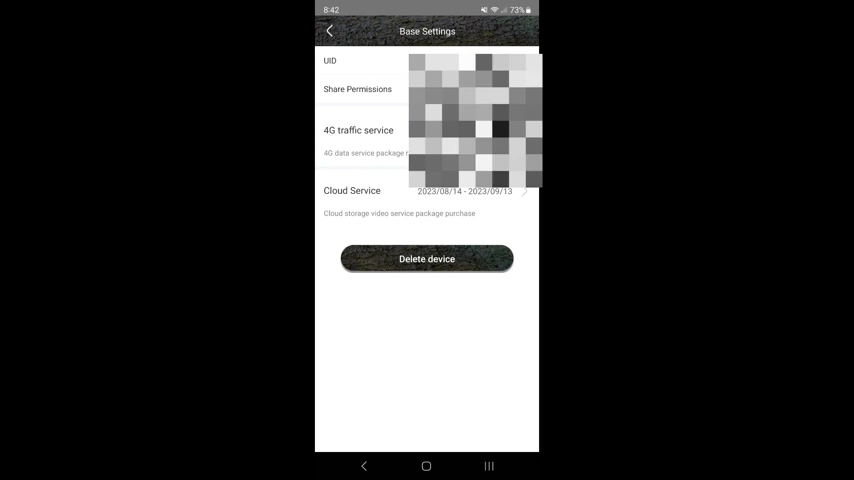 8:42
73%
Base Settings
UID
Share Permissions
4G traffic service
4G data service package
Cloud Service
2023/08/14 - 2023/09/13
Cloud storage video service package purchase
Delete device